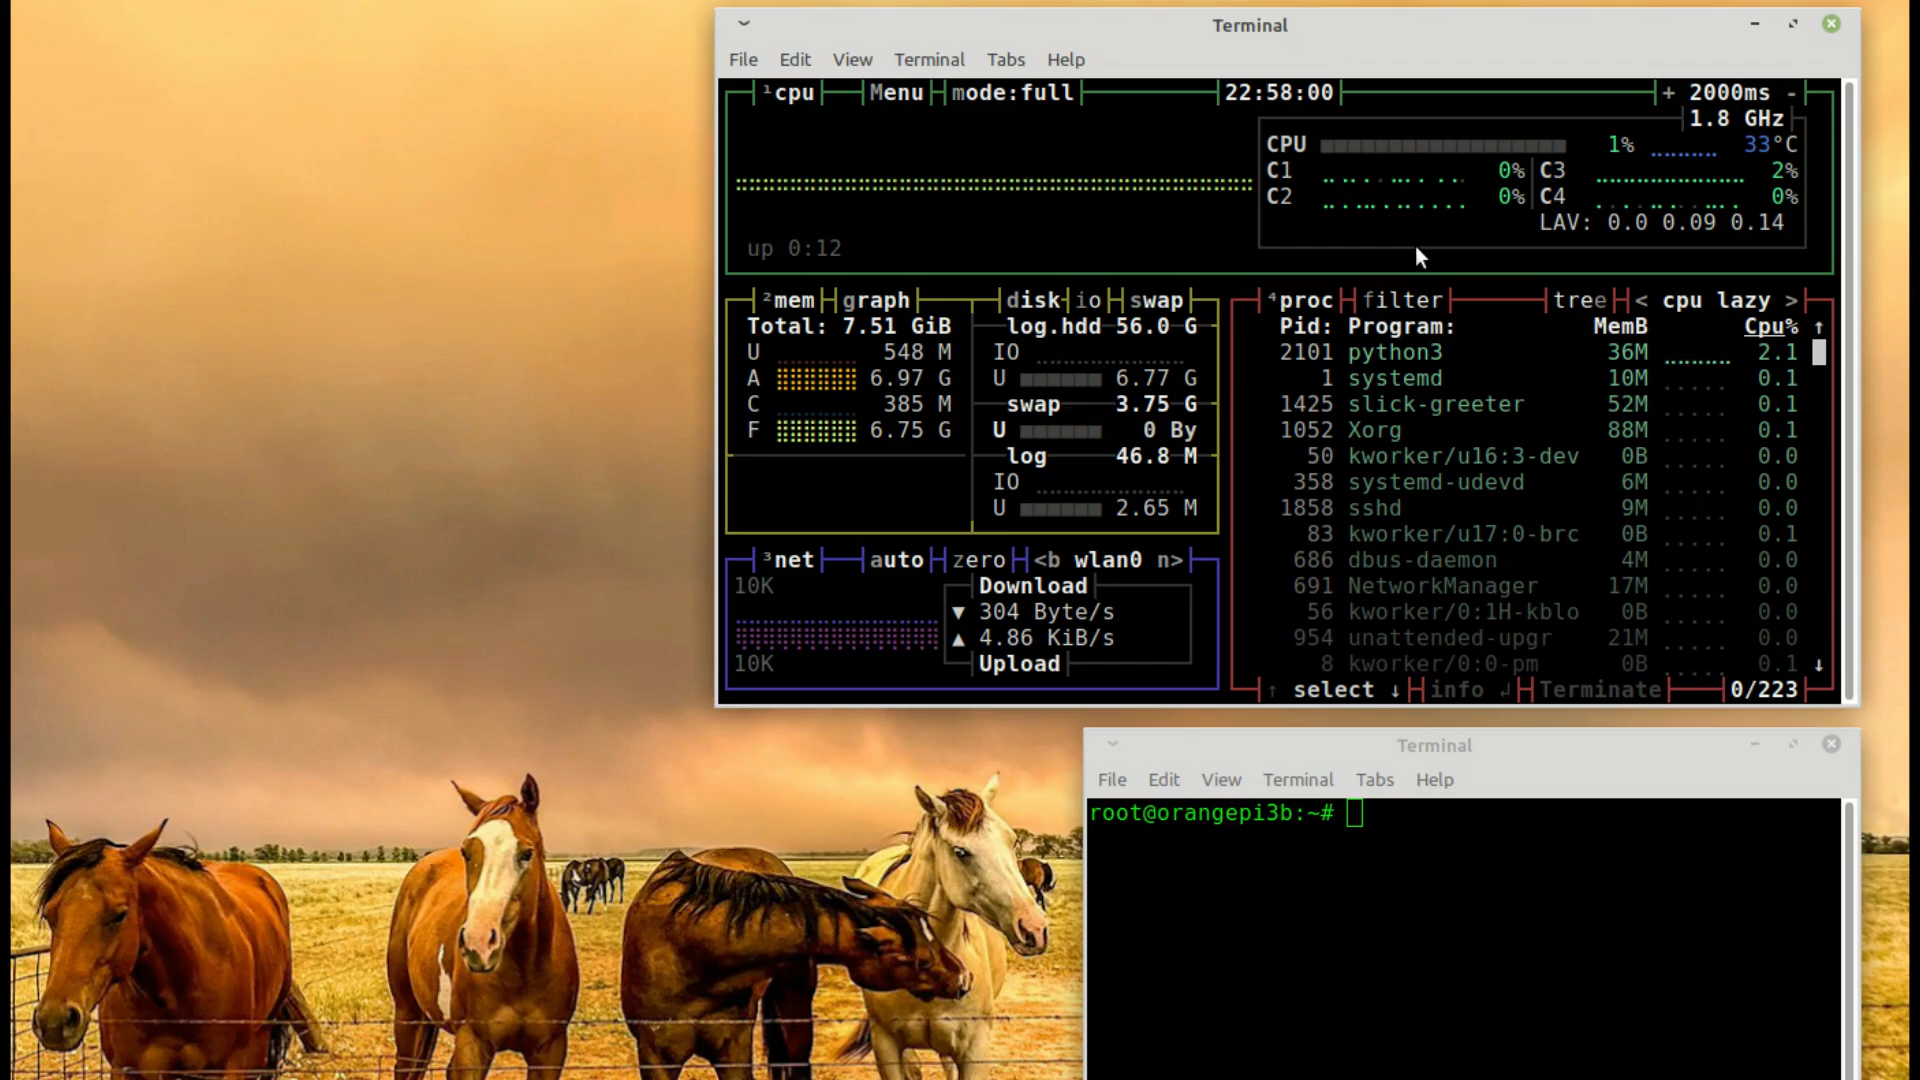 Terminal
File Edit View Terminal Tabs Help
¹cpu Menu mode:full 22:58:00 + 2000ms -
1.8 GHz
CPU 1% 33°C
C1 0% C3 2%
C2 0% C4 0%
LAV: 0.0 0.09 0.14
up 0:12
²mem graph disk io swap
Total: 7.51 GiB log.hdd 56.0 G
U 548 M IO
A 6.97 G U 6.77 G
C 385 M swap 3.75 G
F 6.75 G U 0 By
log 46.8 M
IO
U 2.65 M
³net auto zero <b wlan0 n>
10K Download
▼ 304 Byte/s
▲ 4.86 KiB/s
10K Upload
⁴proc filter tree < cpu lazy >
Pid: Program: MemB Cpu% ↑
2101 python3 36M 2.1
1 systemd 10M 0.1
1425 slick-greeter 52M 0.1
1052 Xorg 88M 0.1
50 kworker/u16:3-dev 0B 0.0
358 systemd-udevd 6M 0.0
1858 sshd 9M 0.0
83 kworker/u17:0-brc 0B 0.1
686 dbus-daemon 4M 0.0
691 NetworkManager 17M 0.0
56 kworker/0:1H-kblo 0B 0.0
954 unattended-upgr 21M 0.0
8 kworker/0:0-pm 0B 0.1 ↓
↑ select ↓ info ↲ Terminate 0/223
Terminal
File Edit View Terminal Tabs Help
root@orangepi3b:~#